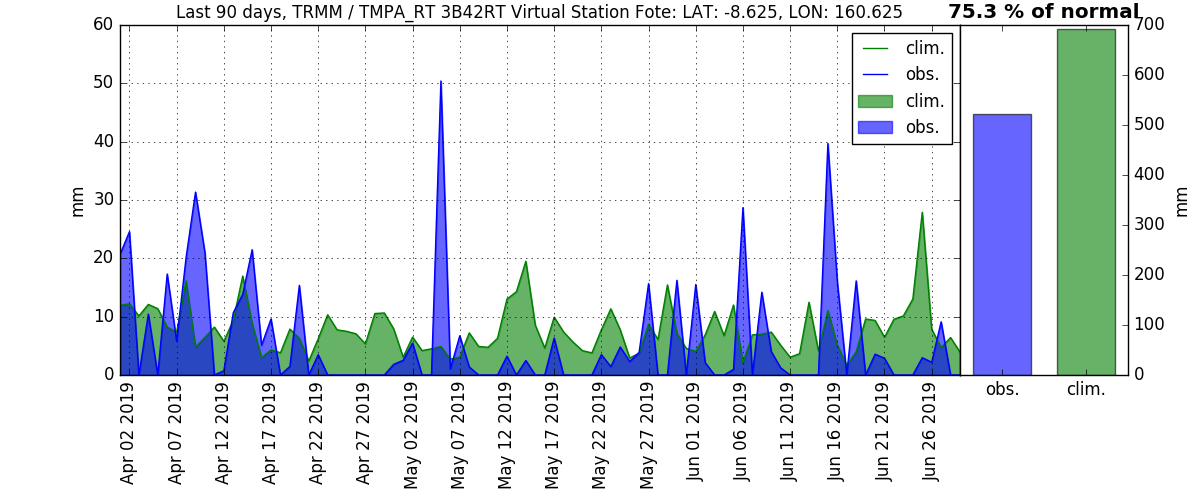 Last 90 days, TRMM / TMPA_RT 3B42RT Virtual Station Fote: LAT: -8.625, LON: 160.625
75.3 % of normal
60
50
40
30
20
10
0
mm
clim.
obs.
clim.
obs.
Apr 02 2019
Apr 07 2019
Apr 12 2019
Apr 17 2019
Apr 22 2019
Apr 27 2019
May 02 2019
May 07 2019
May 12 2019
May 17 2019
May 22 2019
May 27 2019
Jun 01 2019
Jun 06 2019
Jun 11 2019
Jun 16 2019
Jun 21 2019
Jun 26 2019
obs.
clim.
700
600
500
400
300
200
100
0
mm